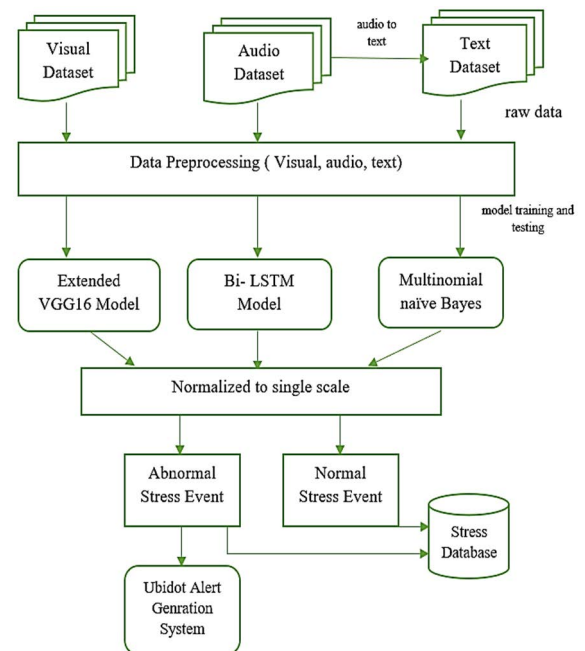 Visual
Dataset
Audio
Dataset
audio to
text
Text
Dataset
raw data
Data Preprocessing ( Visual, audio, text)
model training and
testing
Extended
VGG16 Model
Bi- LSTM
Model
Multinomial
naïve Bayes
Normalized to single scale
Abnormal
Stress Event
Normal
Stress Event
Stress
Database
Ubidot Alert
Genration
System